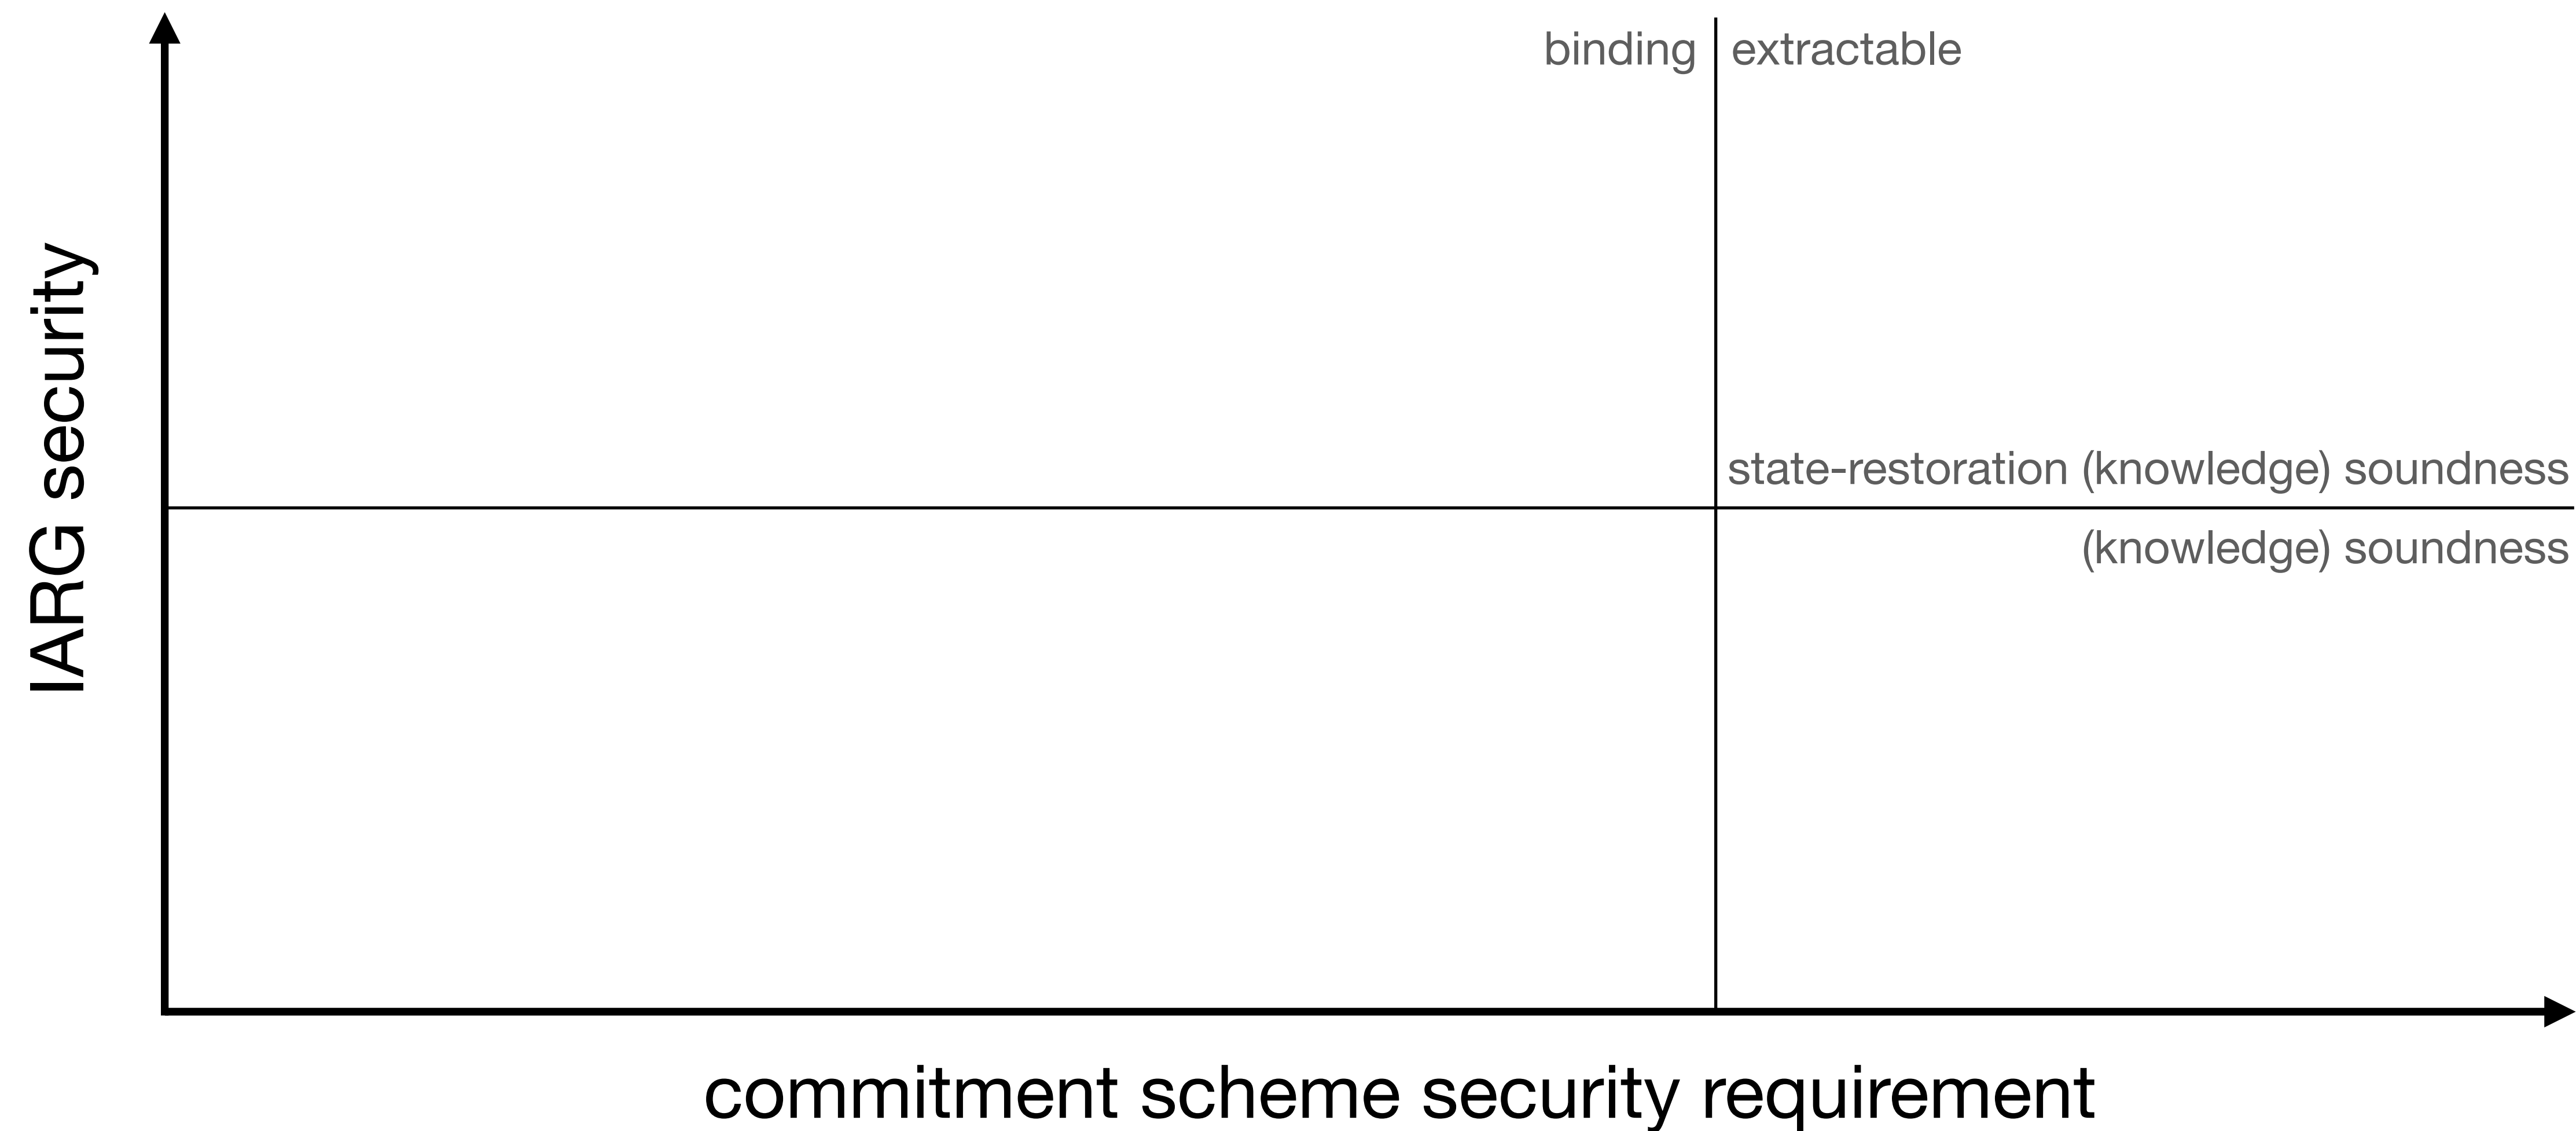 binding
extractable
IARG security
state-restoration (knowledge) soundness
(knowledge) soundness
commitment scheme security requirement